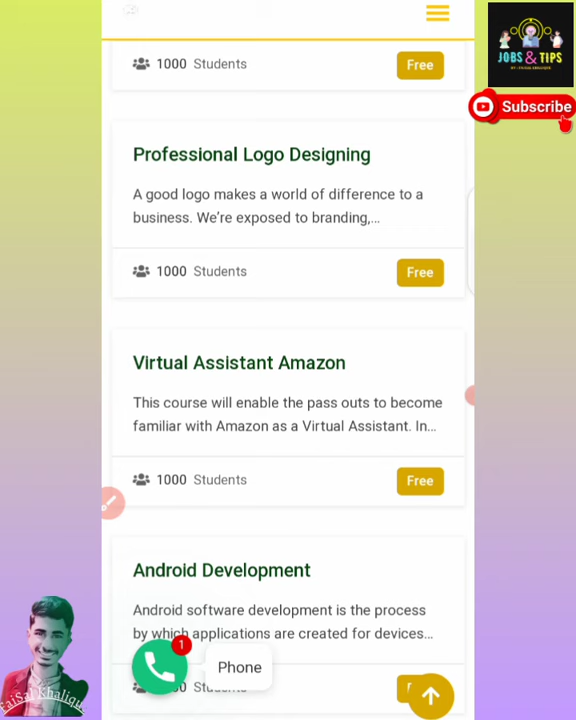 JOBS & TIPS
Subscribe
1000 Students
Free
Professional Logo Designing
A good logo makes a world of difference to a
business. We're exposed to branding,...
1000 Students
Free
Virtual Assistant Amazon
This course will enable the pass outs to become
familiar with Amazon as a Virtual Assistant. In...
1000 Students
Free
Android Development
Android software development is the process
by which applications are created for devices...
1
Phone
FaiSal Khalique